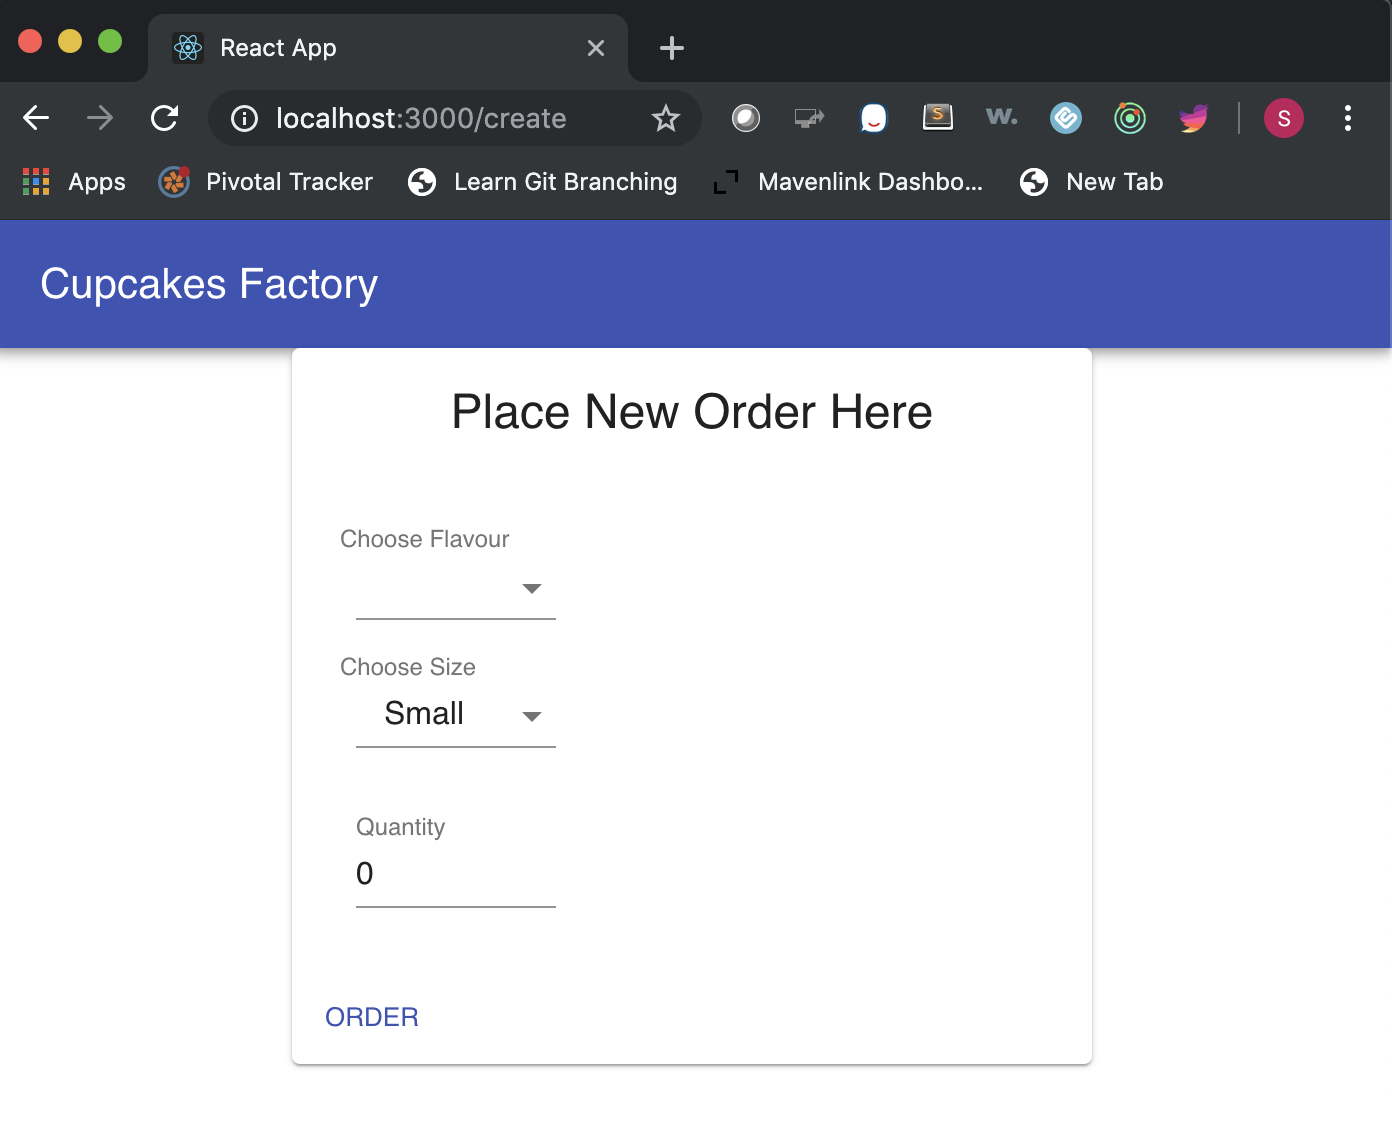 React App
localhost:3000/create
S
w.
S
Apps
Pivotal Tracker
Learn Git Branching
Mavenlink Dashbo...
New Tab
Cupcakes Factory
Place New Order Here
Choose Flavour
Choose Size
Small
Quantity
0
ORDER